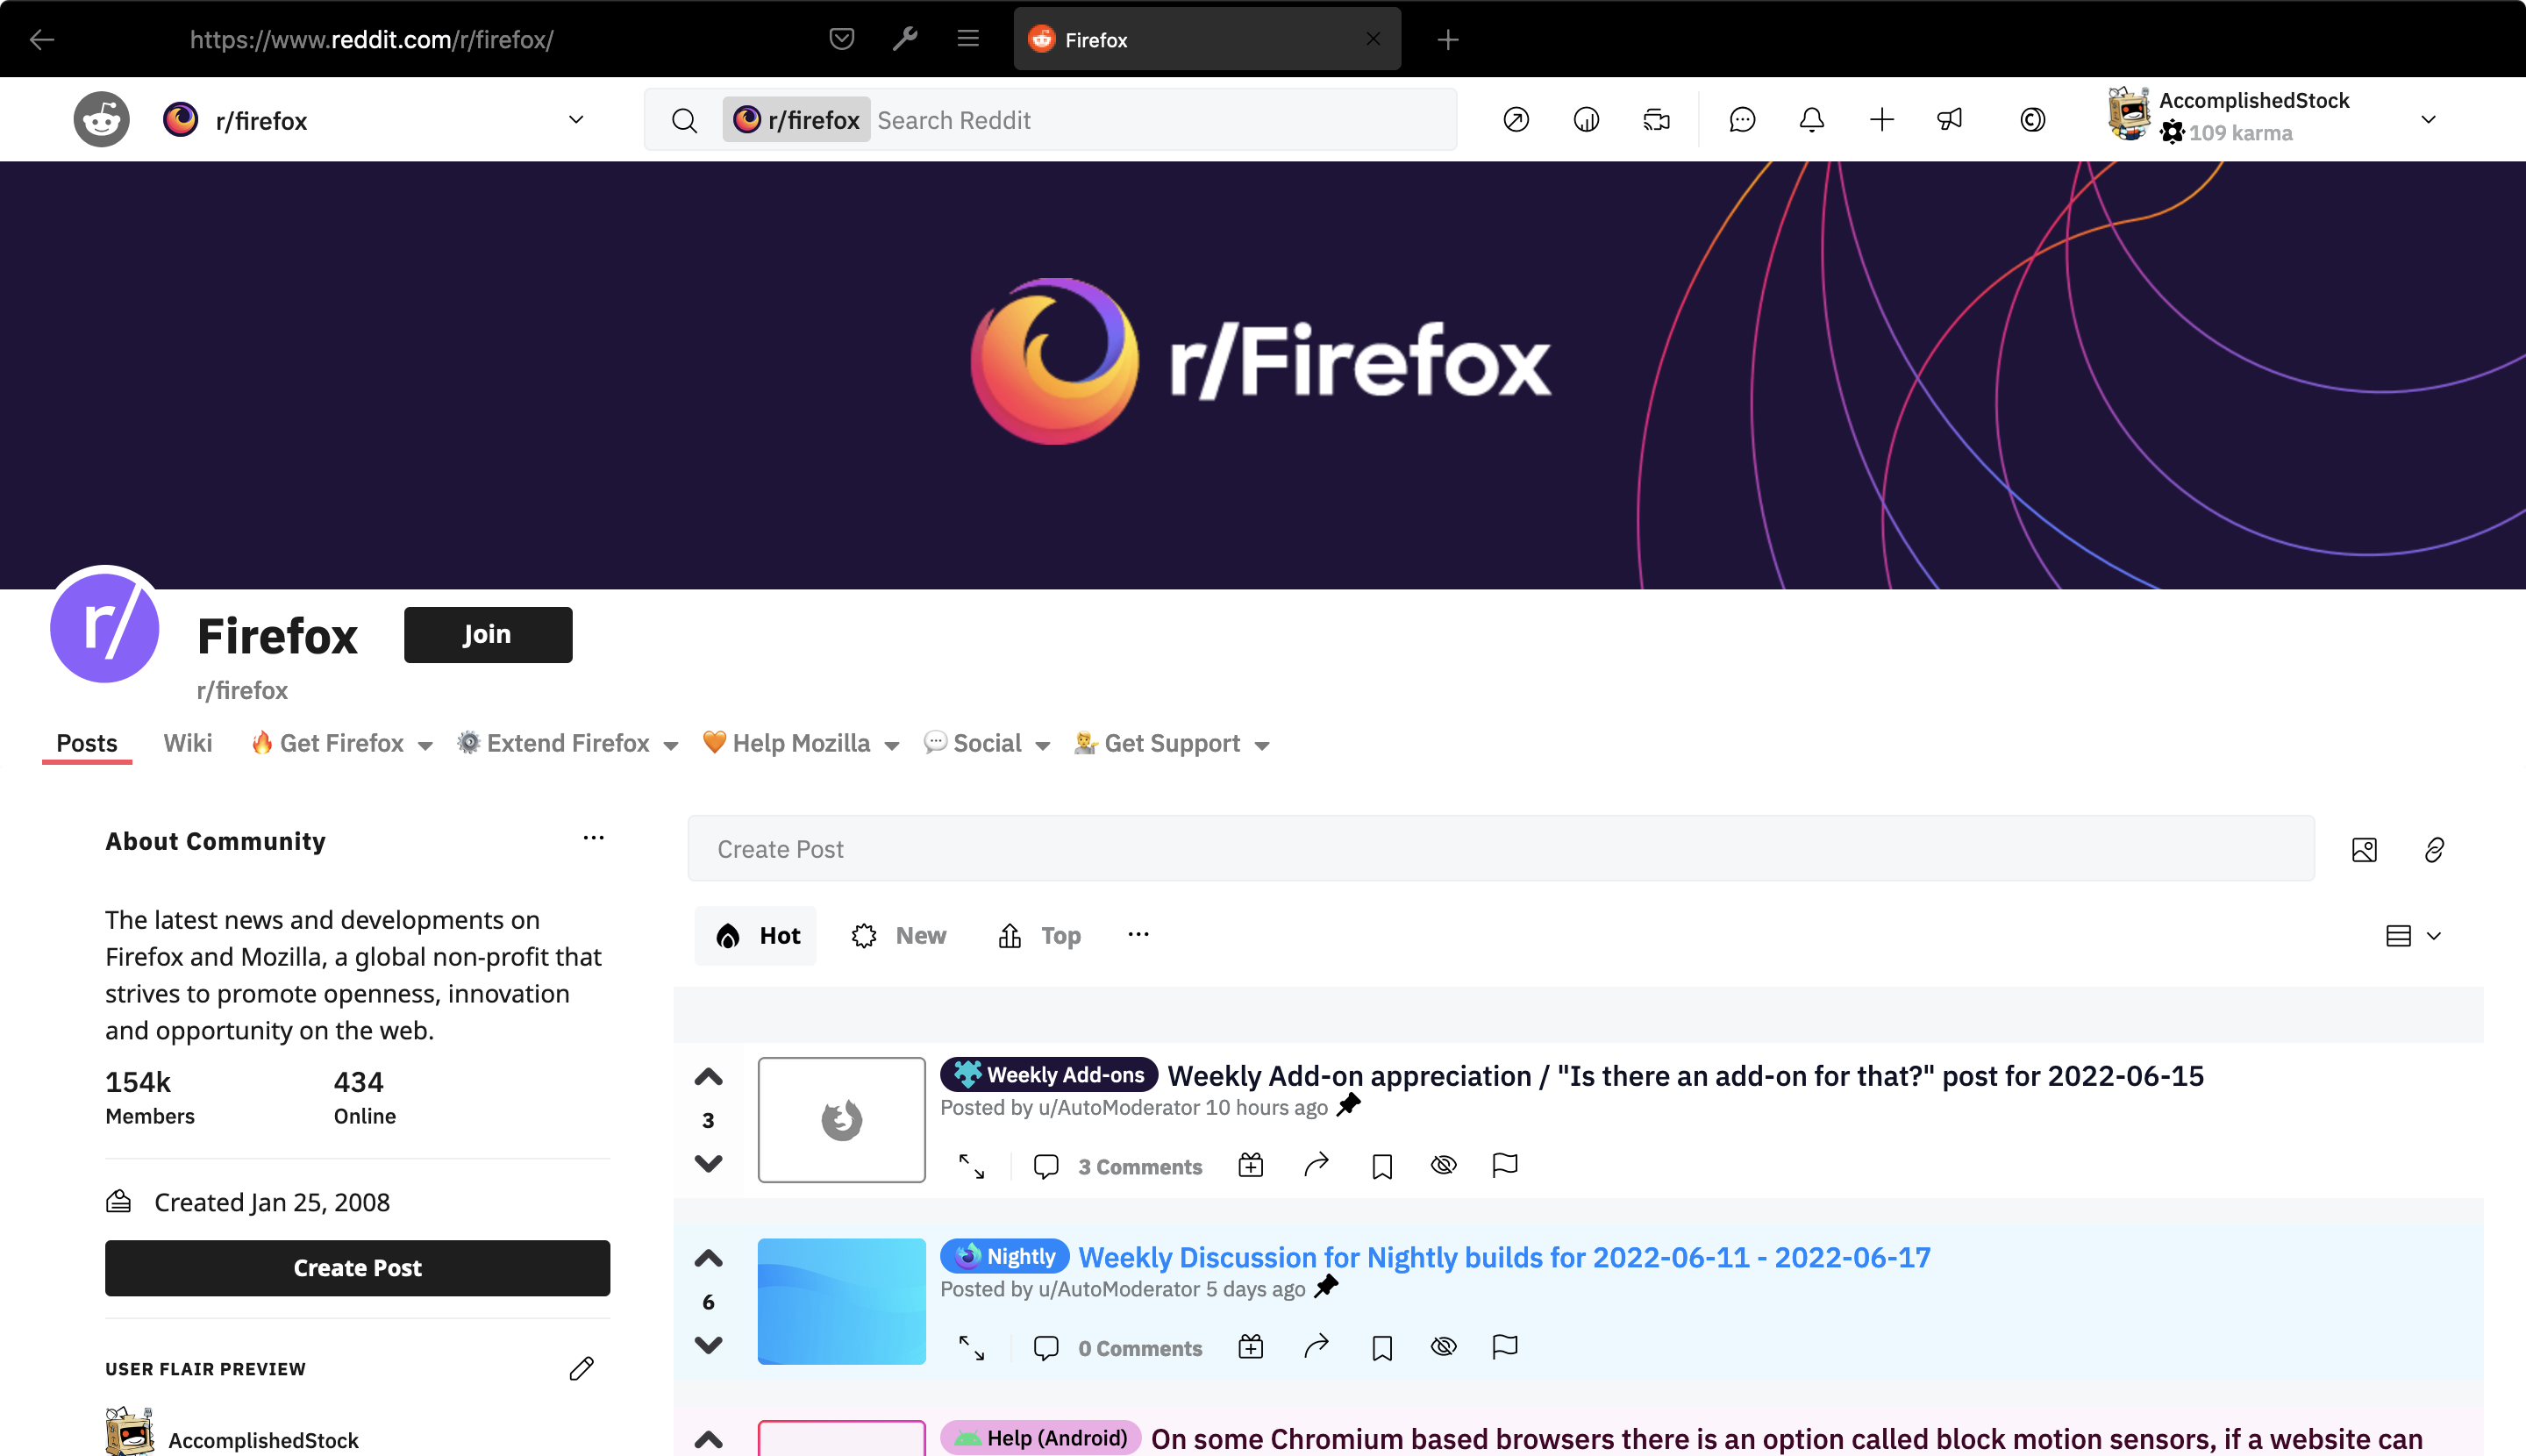 https://www.reddit.com/r/firefox/
Firefox
r/firefox
r/firefox Search Reddit
AccomplishedStock
109 karma
r/Firefox
r/
Firefox
Join
r/firefox
Posts Wiki Get Firefox Extend Firefox Help Mozilla Social Get Support
About Community
The latest news and developments on
Firefox and Mozilla, a global non-profit that
strives to promote openness, innovation
and opportunity on the web.
154k 434
Members Online
Created Jan 25, 2008
Create Post
USER FLAIR PREVIEW
AccomplishedStock
Create Post
Hot New Top
Weekly Add-ons Weekly Add-on appreciation / "Is there an add-on for that?" post for 2022-06-15
Posted by u/AutoModerator 10 hours ago
3
3 Comments
Nightly Weekly Discussion for Nightly builds for 2022-06-11 - 2022-06-17
Posted by u/AutoModerator 5 days ago
6
0 Comments
Help (Android) On some Chromium based browsers there is an option called block motion sensors, if a website can